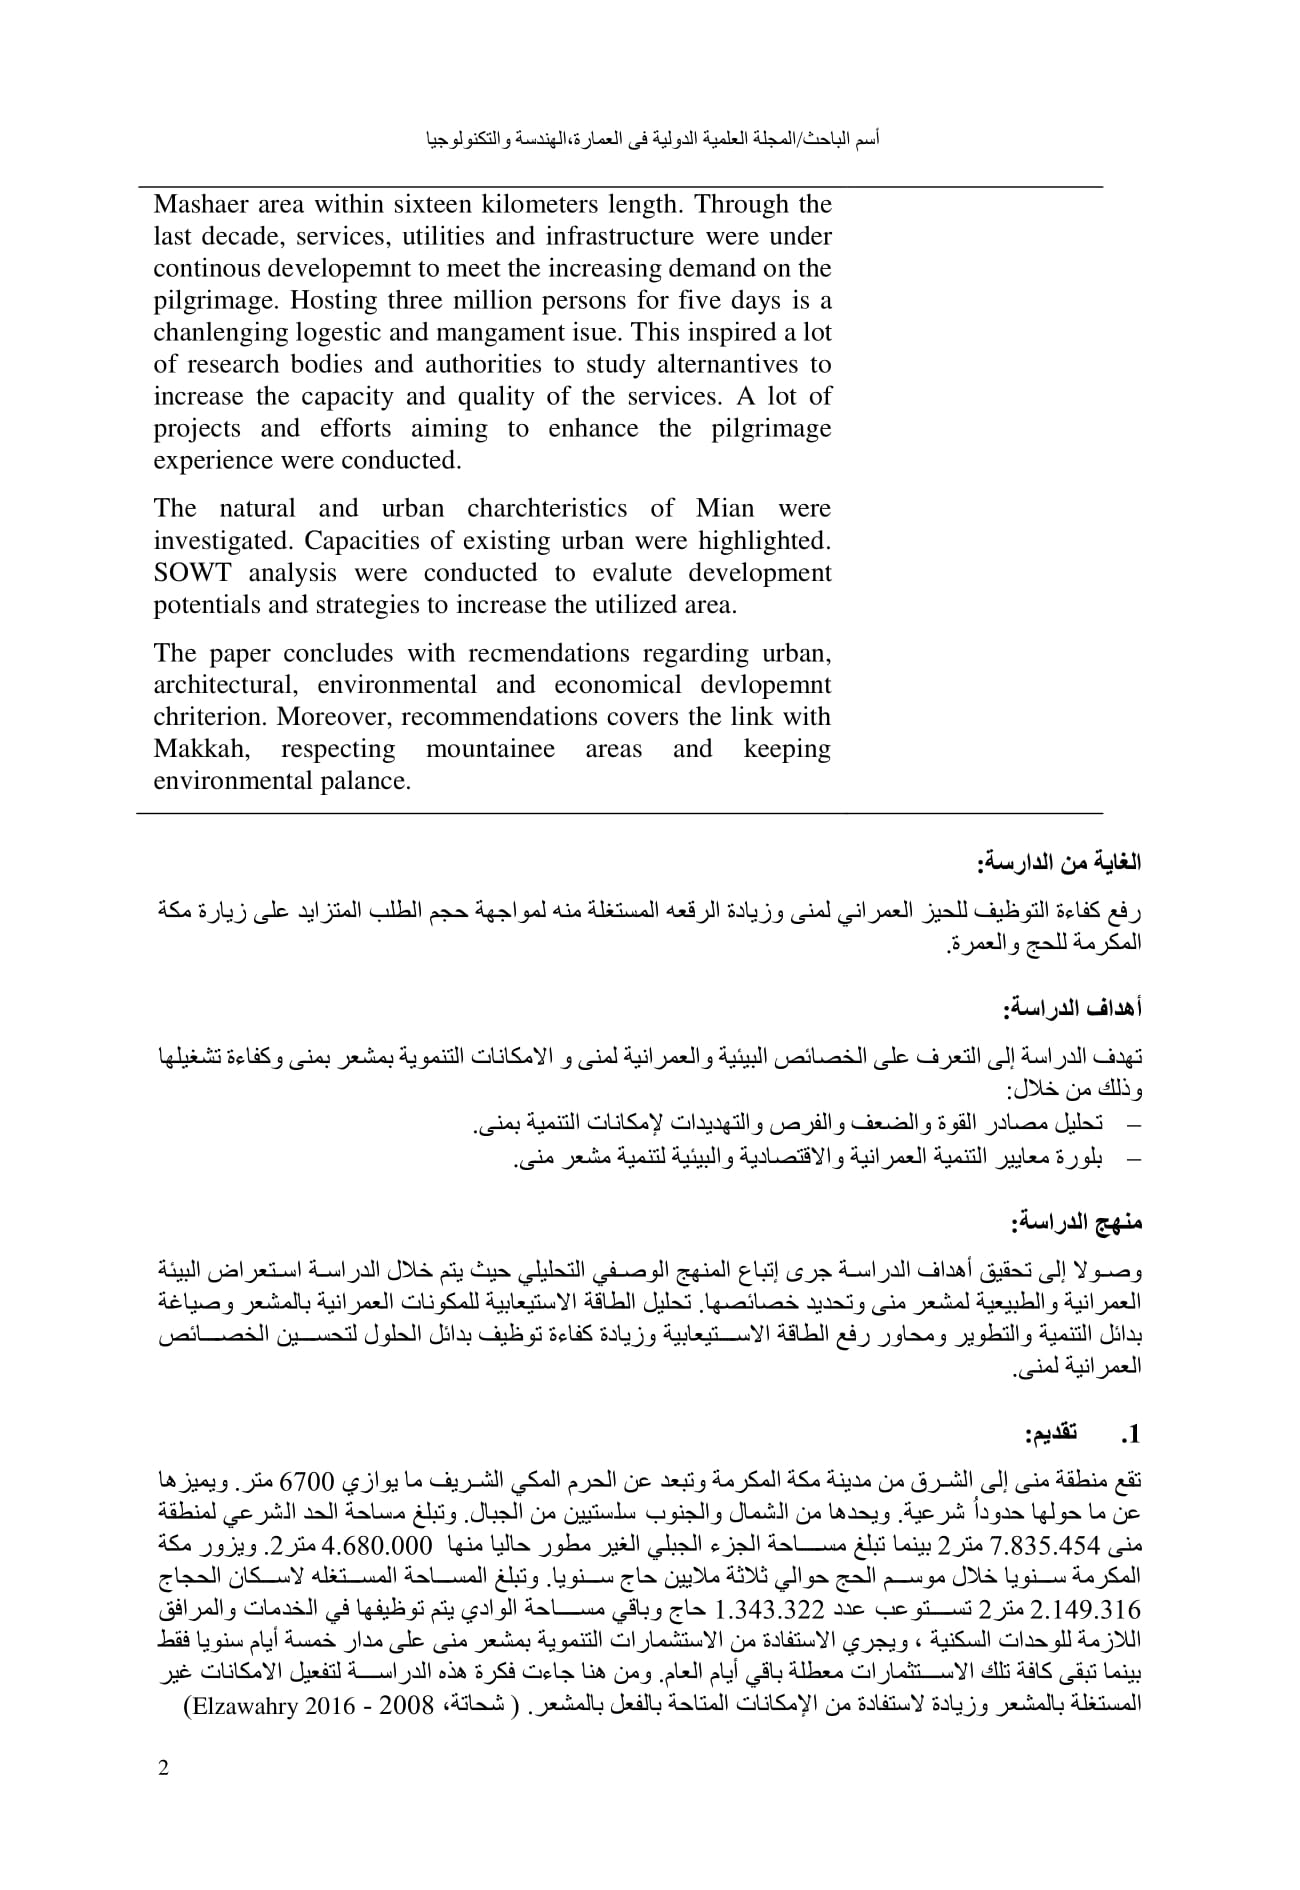 أسم الباحث/المجلة العلمية الدولية فى العمارة،الهندسة والتكنولوجيا
Mashaer area within sixteen kilometers length. Through the
last decade, services, utilities and infrastructure were under
continous developemnt to meet the increasing demand on the
pilgrimage. Hosting three million persons for five days is a
chanlenging logestic and mangament isue. This inspired a lot
of research bodies and authorities to study alternantives to
increase the capacity and quality of the services. A lot of
projects and efforts aiming to enhance the pilgrimage
experience were conducted.
The natural and urban charchteristics of Mian were
investigated. Capacities of existing urban were highlighted.
SOWT analysis were conducted to evalute development
potentials and strategies to increase the utilized area.
The paper concludes with recmendations regarding urban,
architectural, environmental and economical devlopemnt
chriterion. Moreover, recommendations covers the link with
Makkah, respecting mountainee areas and keeping
environmental palance.
الغاية من الدارسة:
رفع كفاءة التوظيف للحيز العمراني لمنى وزيادة الرقعه المستغلة منه لمواجهة حجم الطلب المتزايد على زيارة مكة
المكرمة للحج والعمرة.
أهداف الدراسة:
تهدف الدراسة إلى التعرف على الخصائص البيئية والعمرانية لمنى و الامكانات التنموية بمشعر بمنى وكفاءة تشغيلها
وذلك من خلال:
– تحليل مصادر القوة والضعف والفرص والتهديدات لإمكانات التنمية بمنى.
– بلورة معايير التنمية العمرانية والاقتصادية والبيئية لتنمية مشعر منى.
منهج الدراسة:
وصولا إلى تحقيق أهداف الدراسة جرى إتباع المنهج الوصفي التحليلي حيث يتم خلال الدراسة استعراض البيئة
العمرانية والطبيعية لمشعر منى وتحديد خصائصها. تحليل الطاقة الاستيعابية للمكونات العمرانية بالمشعر وصياغة
بدائل التنمية والتطوير ومحاور رفع الطاقة الاستيعابية وزيادة كفاءة توظيف بدائل الحلول لتحسين الخصائص
العمرانية لمنى.
1. تقديم:
تقع منطقة منى إلى الشرق من مدينة مكة المكرمة وتبعد عن الحرم المكي الشريف ما يوازي 6700 متر. ويميزها
عن ما حولها حدوداُ شرعية. ويحدها من الشمال والجنوب سلستيين من الجبال. وتبلغ مساحة الحد الشرعي لمنطقة
منى 7.835.454 متر2 بينما تبلغ مساحة الجزء الجبلي الغير مطور حاليا منها 4.680.000 متر2. ويزور مكة
المكرمة سنويا خلال موسم الحج حوالي ثلاثة ملايين حاج سنويا. وتبلغ المساحة المستغله لاسكان الحجاج
2.149.316 متر2 تستوعب عدد 1.343.322 حاج وباقي مساحة الوادي يتم توظيفها في الخدمات والمرافق
اللازمة للوحدات السكنية ، ويجري الاستفادة من الاستشمارات التنموية بمشعر منى على مدار خمسة أيام سنويا فقط
بينما تبقى كافة تلك الاستثمارات معطلة باقي أيام العام. ومن هنا جاءت فكرة هذه الدراسة لتفعيل الامكانات غير
المستغلة بالمشعر وزيادة لاستفادة من الإمكانات المتاحة بالفعل بالمشعر. ( شحاتة، 2008 - Elzawahry 2016)
2